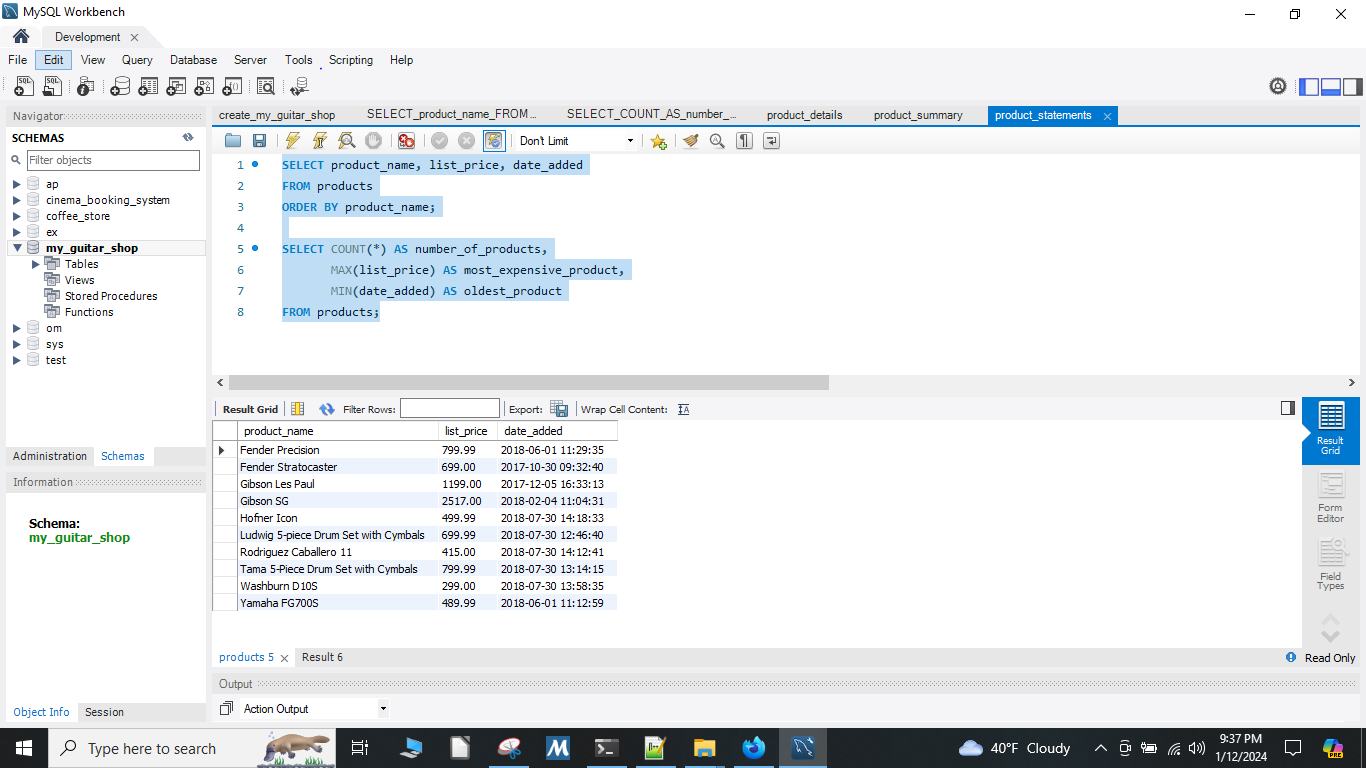 MySQL Workbench
Development
File Edit View Query Database Server Tools Scripting Help
Navigator
SCHEMAS
Filter objects
ap
cinema_booking_system
coffee_store
ex
my_guitar_shop
Tables
Views
Stored Procedures
Functions
om
sys
test
Administration Schemas
Information
Schema:
my_guitar_shop
Object Info Session
create_my_guitar_shop SELECT_product_name_FROM... SELECT_COUNT_AS_number_... product_details product_summary product_statements
Don't Limit
1 SELECT product_name, list_price, date_added
2 FROM products
3 ORDER BY product_name;
4
5 SELECT COUNT(*) AS number_of_products,
6 MAX(list_price) AS most_expensive_product,
7 MIN(date_added) AS oldest_product
8 FROM products;
Result Grid Filter Rows: Export: Wrap Cell Content:
product_name list_price date_added
Fender Precision 799.99 2018-06-01 11:29:35
Fender Stratocaster 699.00 2017-10-30 09:32:40
Gibson Les Paul 1199.00 2017-12-05 16:33:13
Gibson SG 2517.00 2018-02-04 11:04:31
Hofner Icon 499.99 2018-07-30 14:18:33
Ludwig 5-piece Drum Set with Cymbals 699.99 2018-07-30 12:46:40
Rodriguez Caballero 11 415.00 2018-07-30 14:12:41
Tama 5-Piece Drum Set with Cymbals 799.99 2018-07-30 13:14:15
Washburn D10S 299.00 2018-07-30 13:58:35
Yamaha FG700S 489.99 2018-06-01 11:12:59
Result
Grid
Form
Editor
Field
Types
products 5 Result 6
Read Only
Output
Action Output
Type here to search
40°F Cloudy
9:37 PM
1/12/2024